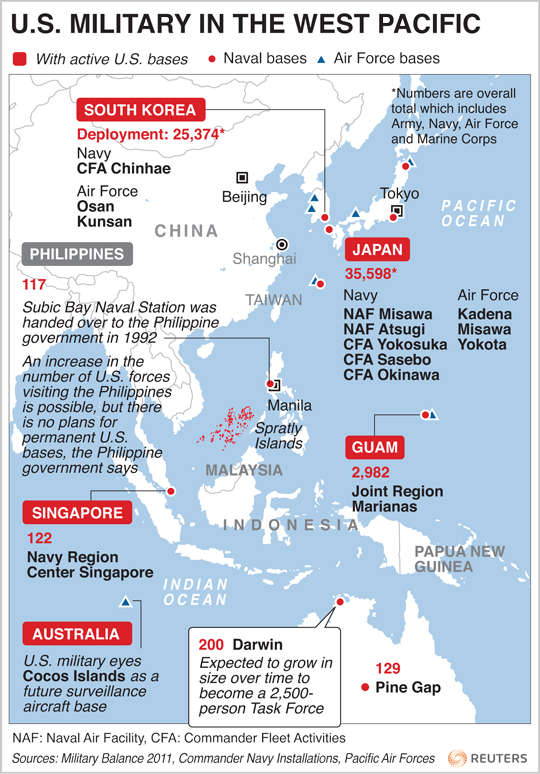 U.S. MILITARY IN THE WEST PACIFIC
With active U.S. bases
Naval bases
Air Force bases
*Numbers are overall
total which includes
Army, Navy, Air Force
and Marine Corps
SOUTH KOREA
Deployment: 25,374*
Navy
CFA Chinhae
Air Force
Osan
Kunsan
Beijing
Tokyo
PACIFIC
OCEAN
CHINA
Shanghai
TAIWAN
JAPAN
35,598*
Navy
NAF Misawa
NAF Atsugi
CFA Yokosuka
CFA Sasebo
CFA Okinawa
Air Force
Kadena
Misawa
Yokota
PHILIPPINES
117
Subic Bay Naval Station was
handed over to the Philippine
government in 1992
An increase in the
number of U.S. forces
visiting the Philippines
is possible, but there
is no plans for
permanent U.S.
bases, the Philippine
government says
Manila
Spratly
Islands
MALAYSIA
GUAM
2,982
Joint Region
Marianas
SINGAPORE
122
Navy Region
Center Singapore
INDONESIA
PAPUA NEW
GUINEA
INDIAN
OCEAN
AUSTRALIA
U.S. military eyes
Cocos Islands as a
future surveillance
aircraft base
200 Darwin
Expected to grow in
size over time to
become a 2,500-
person Task Force
129
Pine Gap
NAF: Naval Air Facility, CFA: Commander Fleet Activities
Sources: Military Balance 2011, Commander Navy Installations, Pacific Air Forces
REUTERS